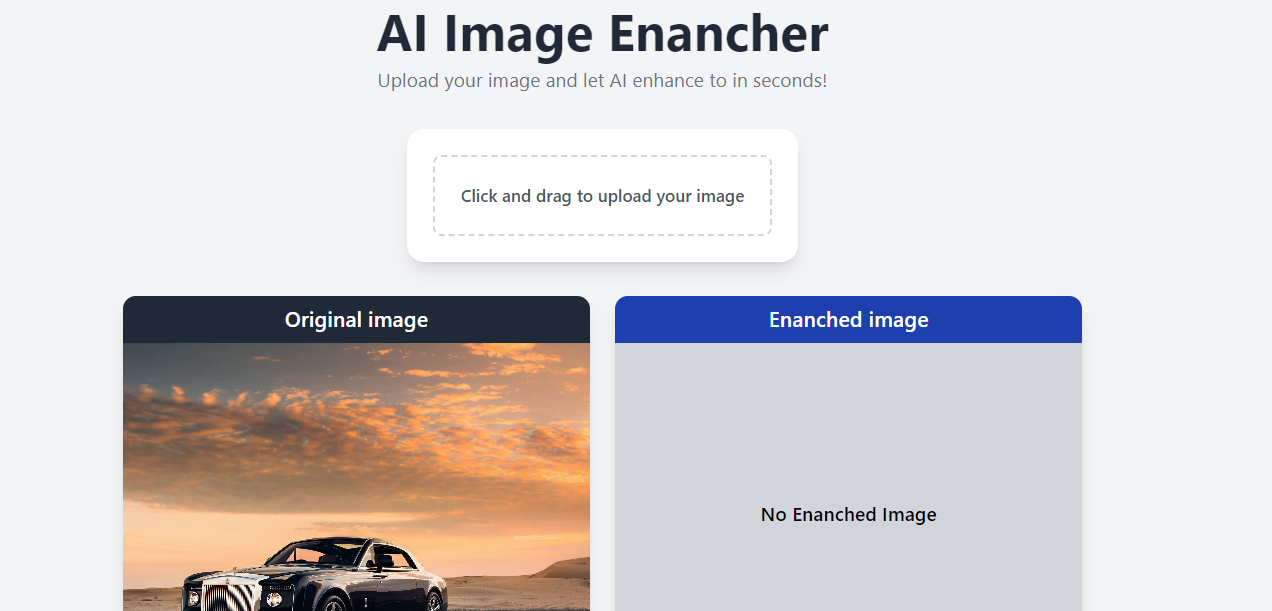 AI Image Enancher
Upload your image and let AI enhance to in seconds!
Click and drag to upload your image
Original image
Enanched image
No Enanched Image